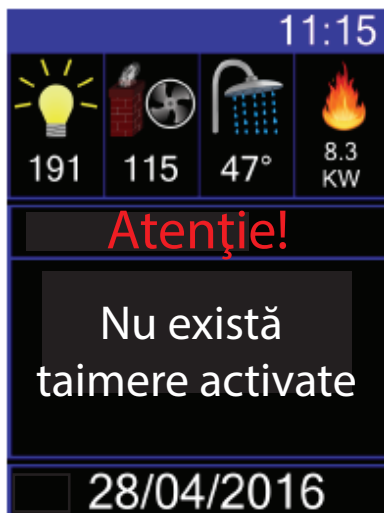 11:15
191 115 47° 8.3 KW
Atenţie!
Nu există
taimere activate
28/04/2016